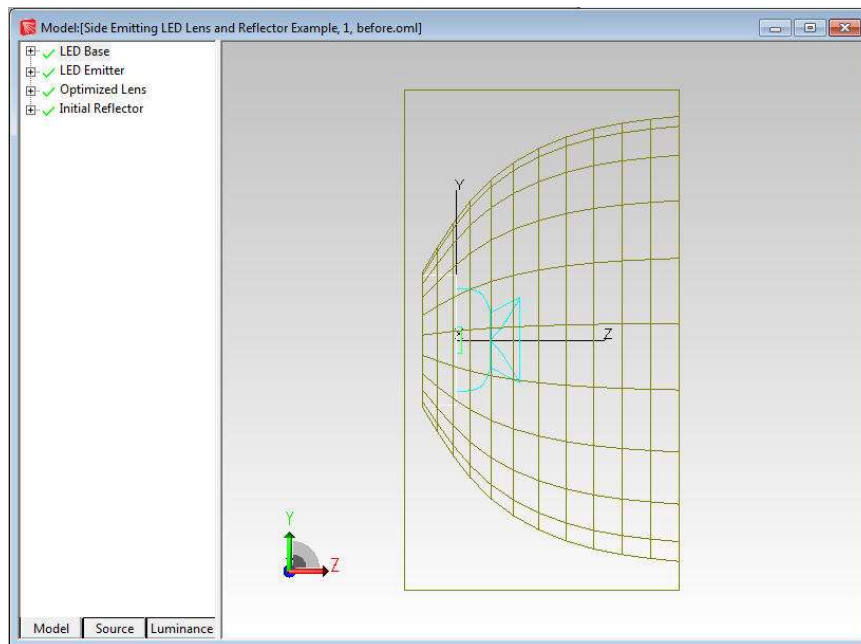 Model:[Side Emitting LED Lens and Reflector Example, 1, before.oml]
LED Base
LED Emitter
Optimized Lens
Initial Reflector
Y
X
Z
Y
Z
Model Source Luminance